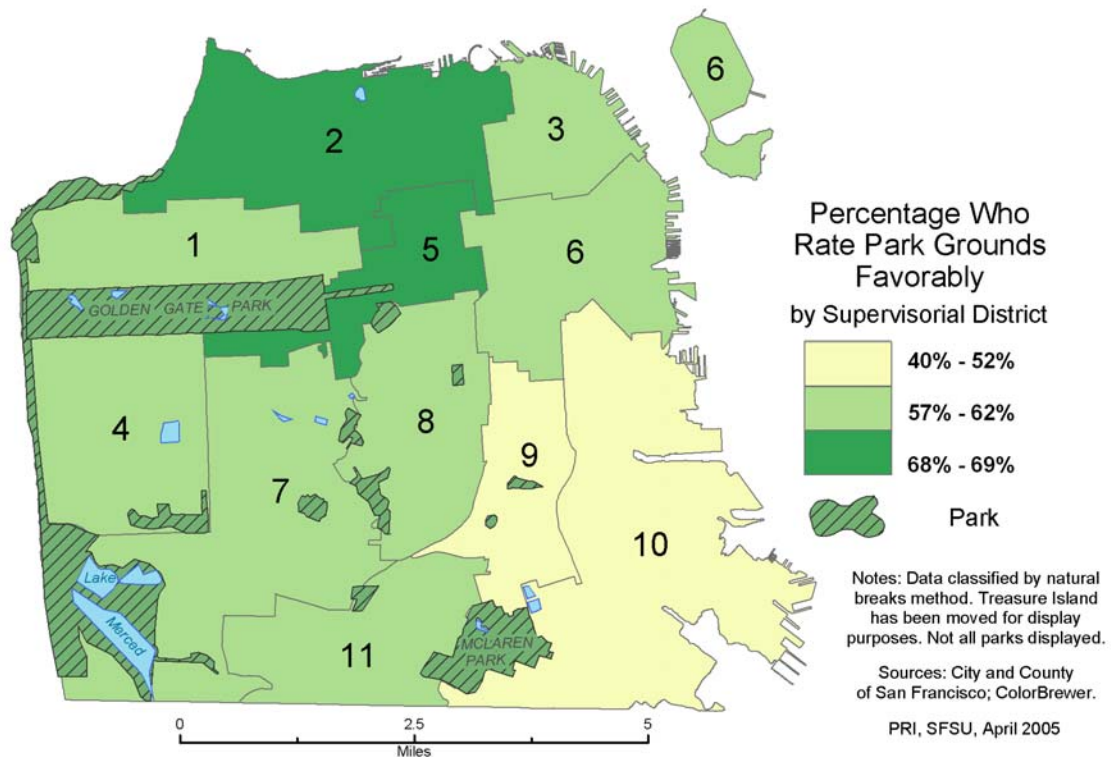 6
3
2
Percentage Who
Rate Park Grounds
Favorably
by Supervisorial District
40% - 52%
57% - 62%
68% - 69%
Park
1
5
6
GOLDEN GATE PARK
4
8
9
7
10
Lake
Merced
11
MCLAREN
PARK
Notes: Data classified by natural
breaks method. Treasure Island
has been moved for display
purposes. Not all parks displayed.
Sources: City and County
of San Francisco; ColorBrewer.
PRI, SFSU, April 2005
0 2.5 5
Miles